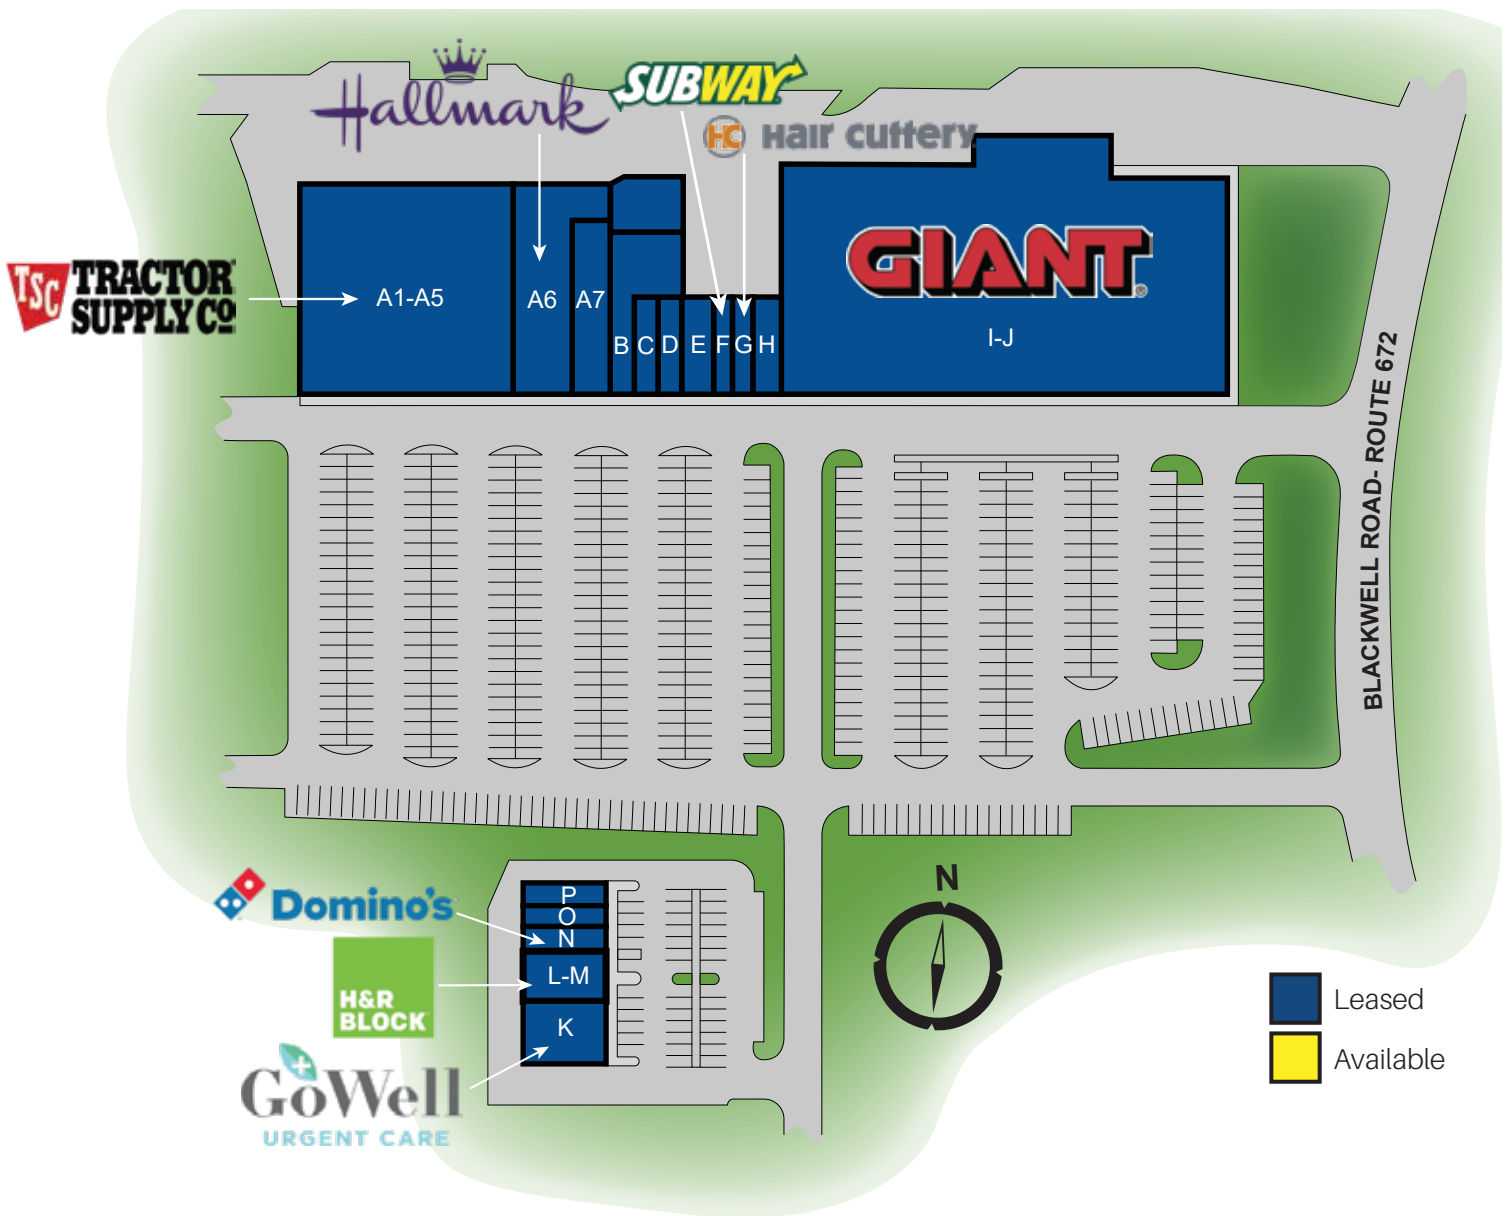 Hallmark
SUBWAY
HC Hair cuttery
TSC TRACTOR
SUPPLY CO
GIANT
A1-A5
A6
A7
B
C
D
E
F
G
H
I-J
BLACKWELL ROAD- ROUTE 672
Domino's
H&R
BLOCK
GoWell
URGENT CARE
P
O
N
L-M
K
N
Leased
Available